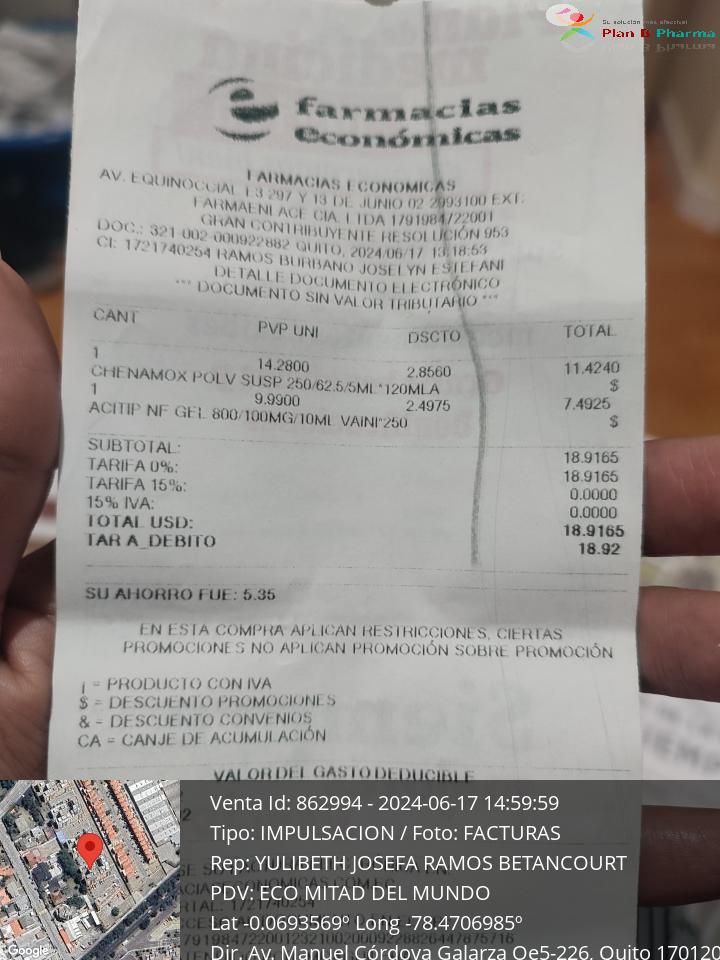 Su solución más efectiva!
Plan B Pharma
farmacias
económicas
FARMACIAS ECONOMICAS
AV. EQUINOCCIAL E3 297 Y 13 DE JUNIO 02 2993100 EXT:
FARMAENLACE CIA. LTDA 1791984722001
GRAN CONTRIBUYENTE RESOLUCIÓN 953
DOC.: 321-002-000922882 QUITO, 2024/06/17 13:18:53
CI: 1721740254 RAMOS BURBANO JOSELYN ESTEFANI
DETALLE DOCUMENTO ELECTRÓNICO
*** DOCUMENTO SIN VALOR TRIBUTARIO ***
CANT PVP UNI DSCTO TOTAL
1 14.2800 2.8560 11.4240
CHENAMOX POLV SUSP 250/62.5/5ML*120MLA $
1 9.9900 2.4975 7.4925
ACITIP NF GEL 800/100MG/10ML VAINI*250 $
SUBTOTAL: 18.9165
TARIFA 0%: 18.9165
TARIFA 15%: 0.0000
15% IVA: 0.0000
TOTAL USD: 18.9165
TAR A_DEBITO 18.92
SU AHORRO FUE: 5.35
EN ESTA COMPRA APLICAN RESTRICCIONES, CIERTAS
PROMOCIONES NO APLICAN PROMOCIÓN SOBRE PROMOCIÓN
¡ = PRODUCTO CON IVA
$ = DESCUENTO PROMOCIONES
& = DESCUENTO CONVENIOS
CA = CANJE DE ACUMULACIÓN
VALOR DEL GASTO DEDUCIBLE
Venta Id: 862994 - 2024-06-17 14:59:59
Tipo: IMPULSACION / Foto: FACTURAS
Rep: YULIBETH JOSEFA RAMOS BETANCOURT
PDV: ECO MITAD DEL MUNDO
Lat -0.0693569º Long -78.4706985º
Dir. Av. Manuel Córdova Galarza Oe5-226, Quito 170120
Google